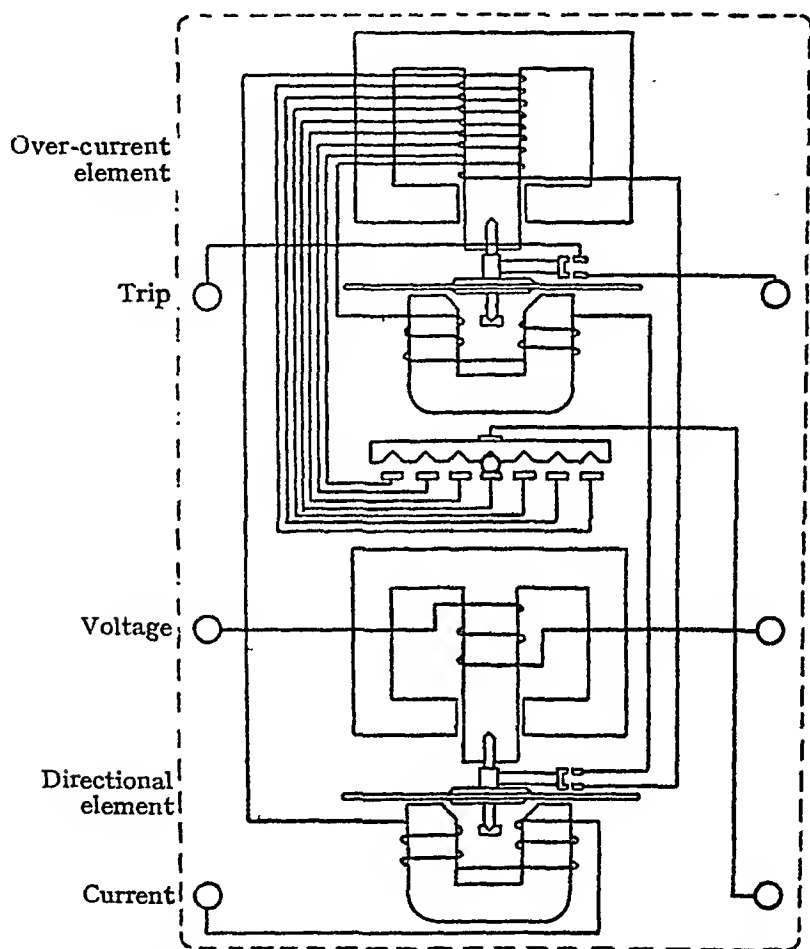 Over-current
element
Trip
Voltage
Directional
element
Current